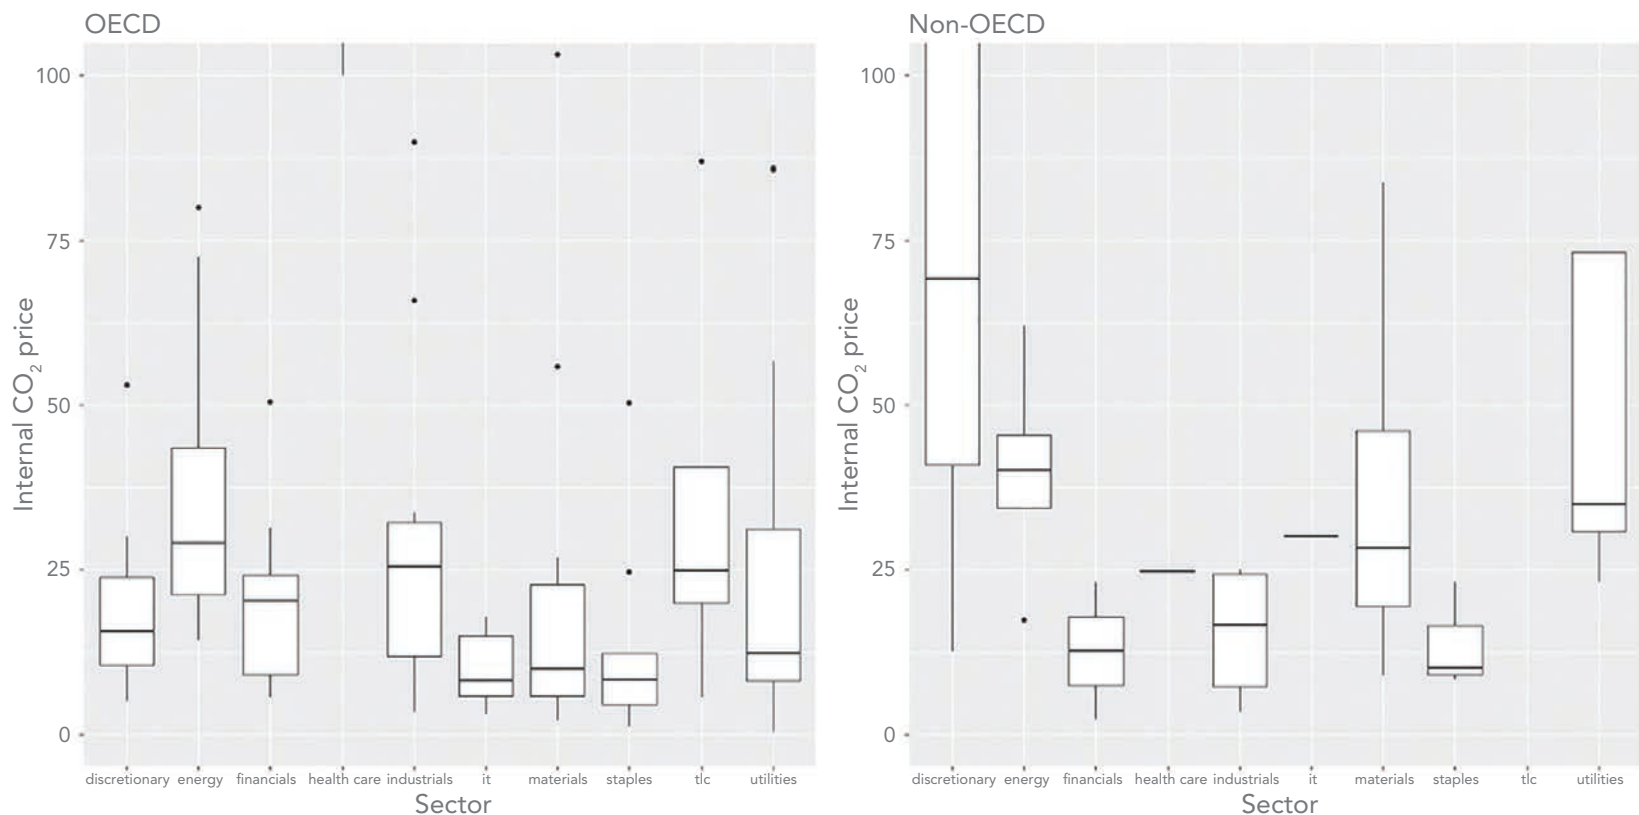 OECD
Internal CO₂ price
100
75
50
25
0
discretionary energy financials health care industrials it materials staples tlc utilities
Sector
Non-OECD
Internal CO₂ price
100
75
50
25
0
discretionary energy financials health care industrials it materials staples tlc utilities
Sector